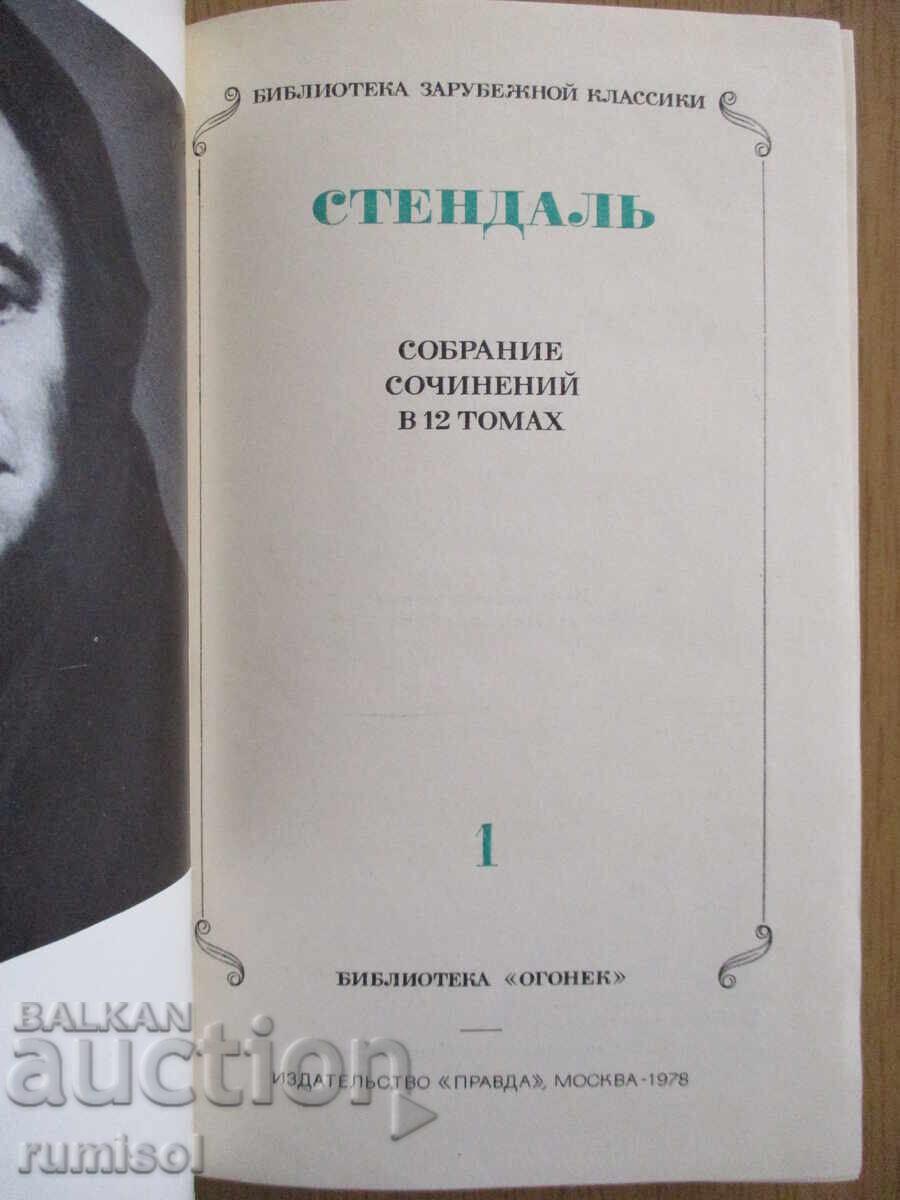 БИБЛИОТЕКА ЗАРУБЕЖНОЙ КЛАССИКИ
СТЕНДАЛЬ
СОБРАНИЕ
СОЧИНЕНИЙ
В 12 ТОМАХ
1
БИБЛИОТЕКА «ОГОНЕК»
ИЗДАТЕЛЬСТВО «ПРАВДА», МОСКВА-1978
BALKAN
auction
rumisol